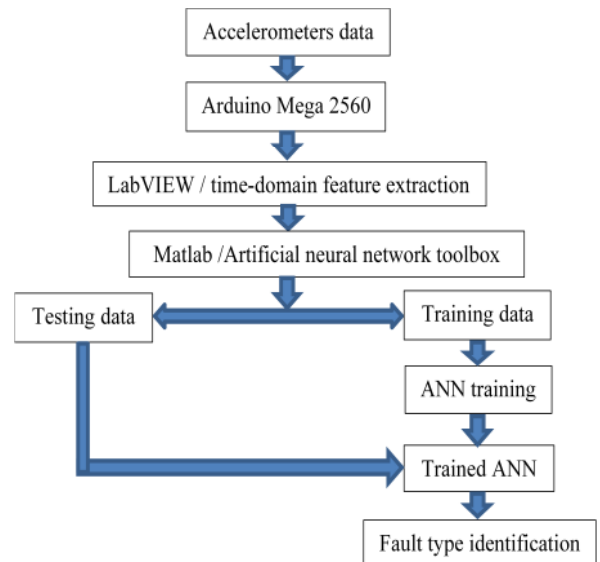 Accelerometers data
Arduino Mega 2560
LabVIEW / time-domain feature extraction
Matlab /Artificial neural network toolbox
Testing data
Training data
ANN training
Trained ANN
Fault type identification